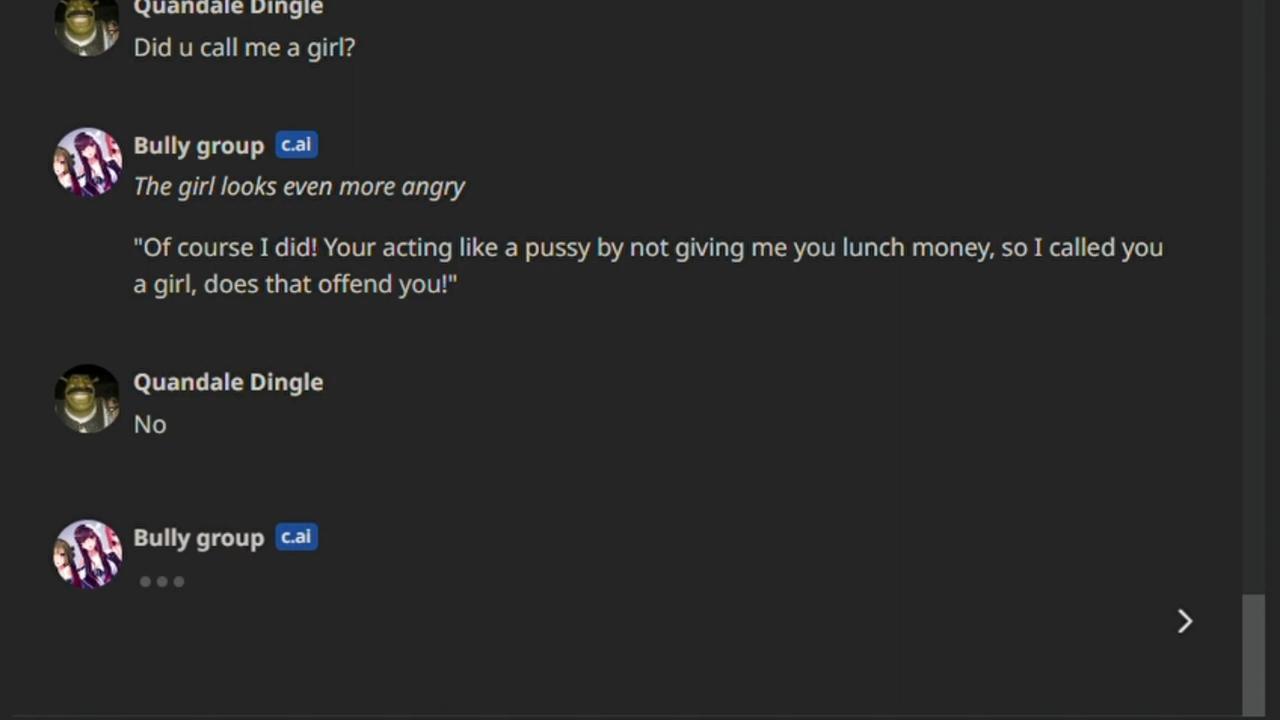 Quandale Dingle
Did u call me a girl?
Bully group c.ai
The girl looks even more angry
"Of course I did! Your acting like a pussy by not giving me you lunch money, so I called you
a girl, does that offend you!"
Quandale Dingle
No
Bully group c.ai